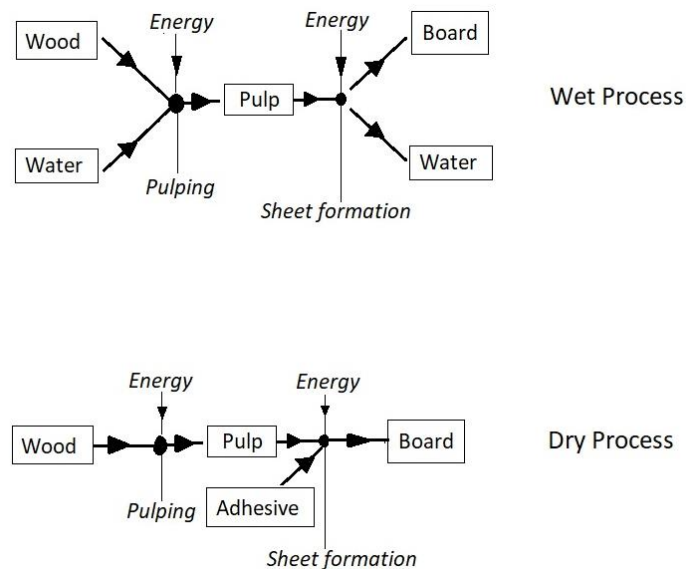 Energy
Energy
Wood
Board
Pulp
Wet Process
Water
Water
Pulping
Sheet formation
Energy
Energy
Wood
Pulp
Board
Dry Process
Pulping
Adhesive
Sheet formation